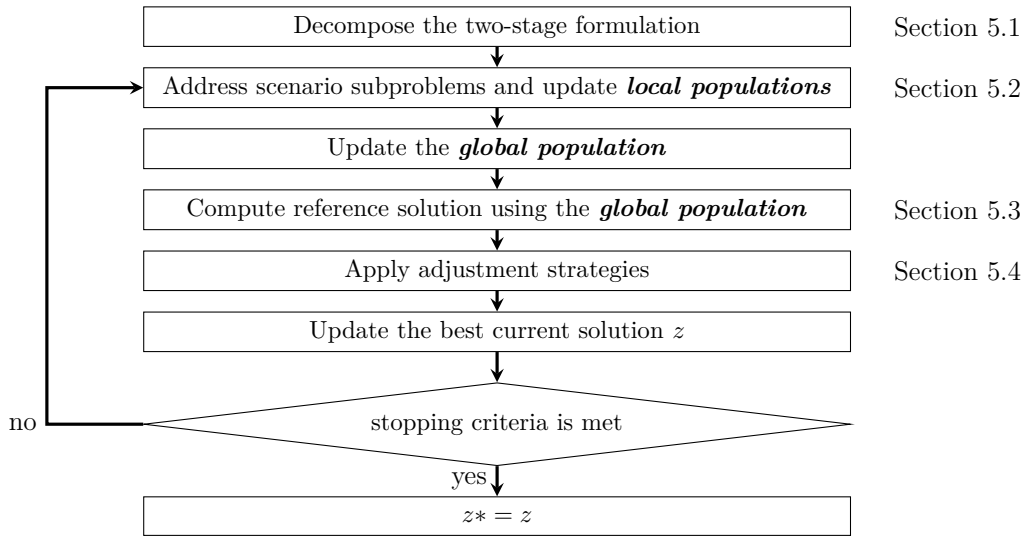 Decompose the two-stage formulation Section 5.1
Address scenario subproblems and update local populations Section 5.2
Update the global population
Compute reference solution using the global population Section 5.3
Apply adjustment strategies Section 5.4
Update the best current solution z
no stopping criteria is met
yes
z* = z